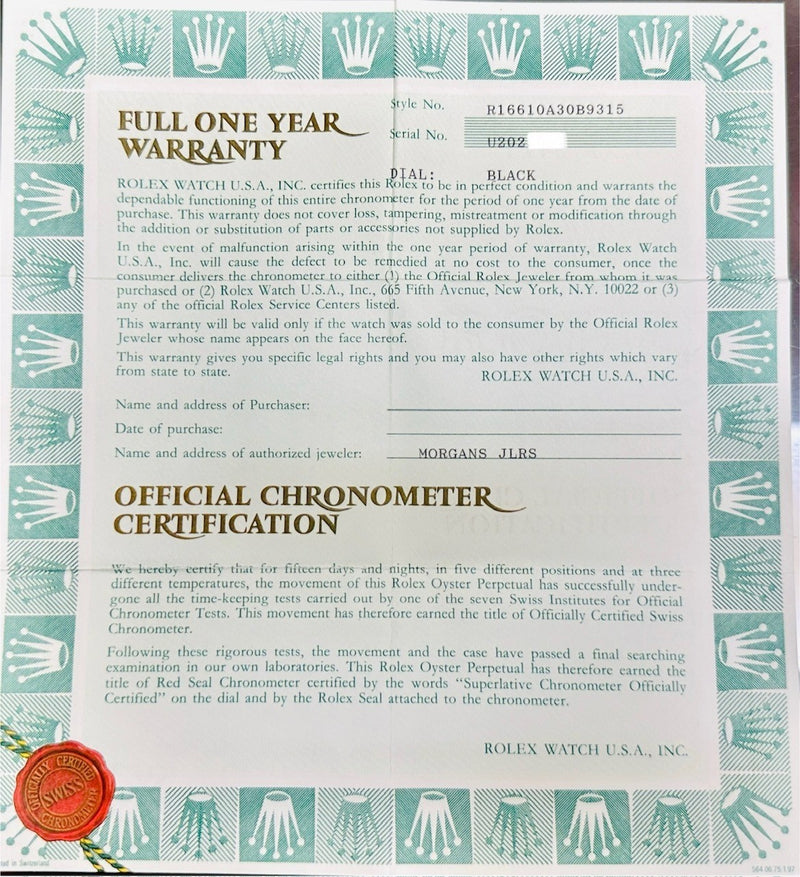 Style No. R16610A30B9315
FULL ONE YEAR
WARRANTY
Serial No. U202
DIAL: BLACK
ROLEX WATCH U.S.A., INC. certifies this Rolex to be in perfect condition and warrants the
dependable functioning of this entire chronometer for the period of one year from the date of
purchase. This warranty does not cover loss, tampering, mistreatment or modification through
the addition or substitution of parts or accessories not supplied by Rolex.
In the event of malfunction arising within the one year period of warranty, Rolex Watch
U.S.A., Inc. will cause the defect to be remedied at no cost to the consumer, once the
consumer delivers the chronometer to either (1) the Official Rolex Jeweler from whom it was
purchased or (2) Rolex Watch U.S.A., Inc., 665 Fifth Avenue, New York, N.Y. 10022 or (3)
any of the official Rolex Service Centers listed.
This warranty will be valid only if the watch was sold to the consumer by the Official Rolex
Jeweler whose name appears on the face hereof.
This warranty gives you specific legal rights and you may also have other rights which vary
from state to state.
ROLEX WATCH U.S.A., INC.
Name and address of Purchaser:
Date of purchase:
Name and address of authorized jeweler: MORGANS JLRS
OFFICIAL CHRONOMETER
CERTIFICATION
We hereby certify that for fifteen days and nights, in five different positions and at three
different temperatures, the movement of this Rolex Oyster Perpetual has successfully under-
gone all the time-keeping tests carried out by one of the seven Swiss Institutes for Official
Chronometer Tests. This movement has therefore earned the title of Officially Certified Swiss
Chronometer.
Following these rigorous tests, the movement and the case have passed a final searching
examination in our own laboratories. This Rolex Oyster Perpetual has therefore earned the
title of Red Seal Chronometer certified by the words “Superlative Chronometer Officially
Certified” on the dial and by the Rolex Seal attached to the chronometer.
ROLEX WATCH U.S.A., INC.
OFFICIALLY CERTIFIED
SWISS
CHRONOMETER
in Switzerland
564.06.75.1.97